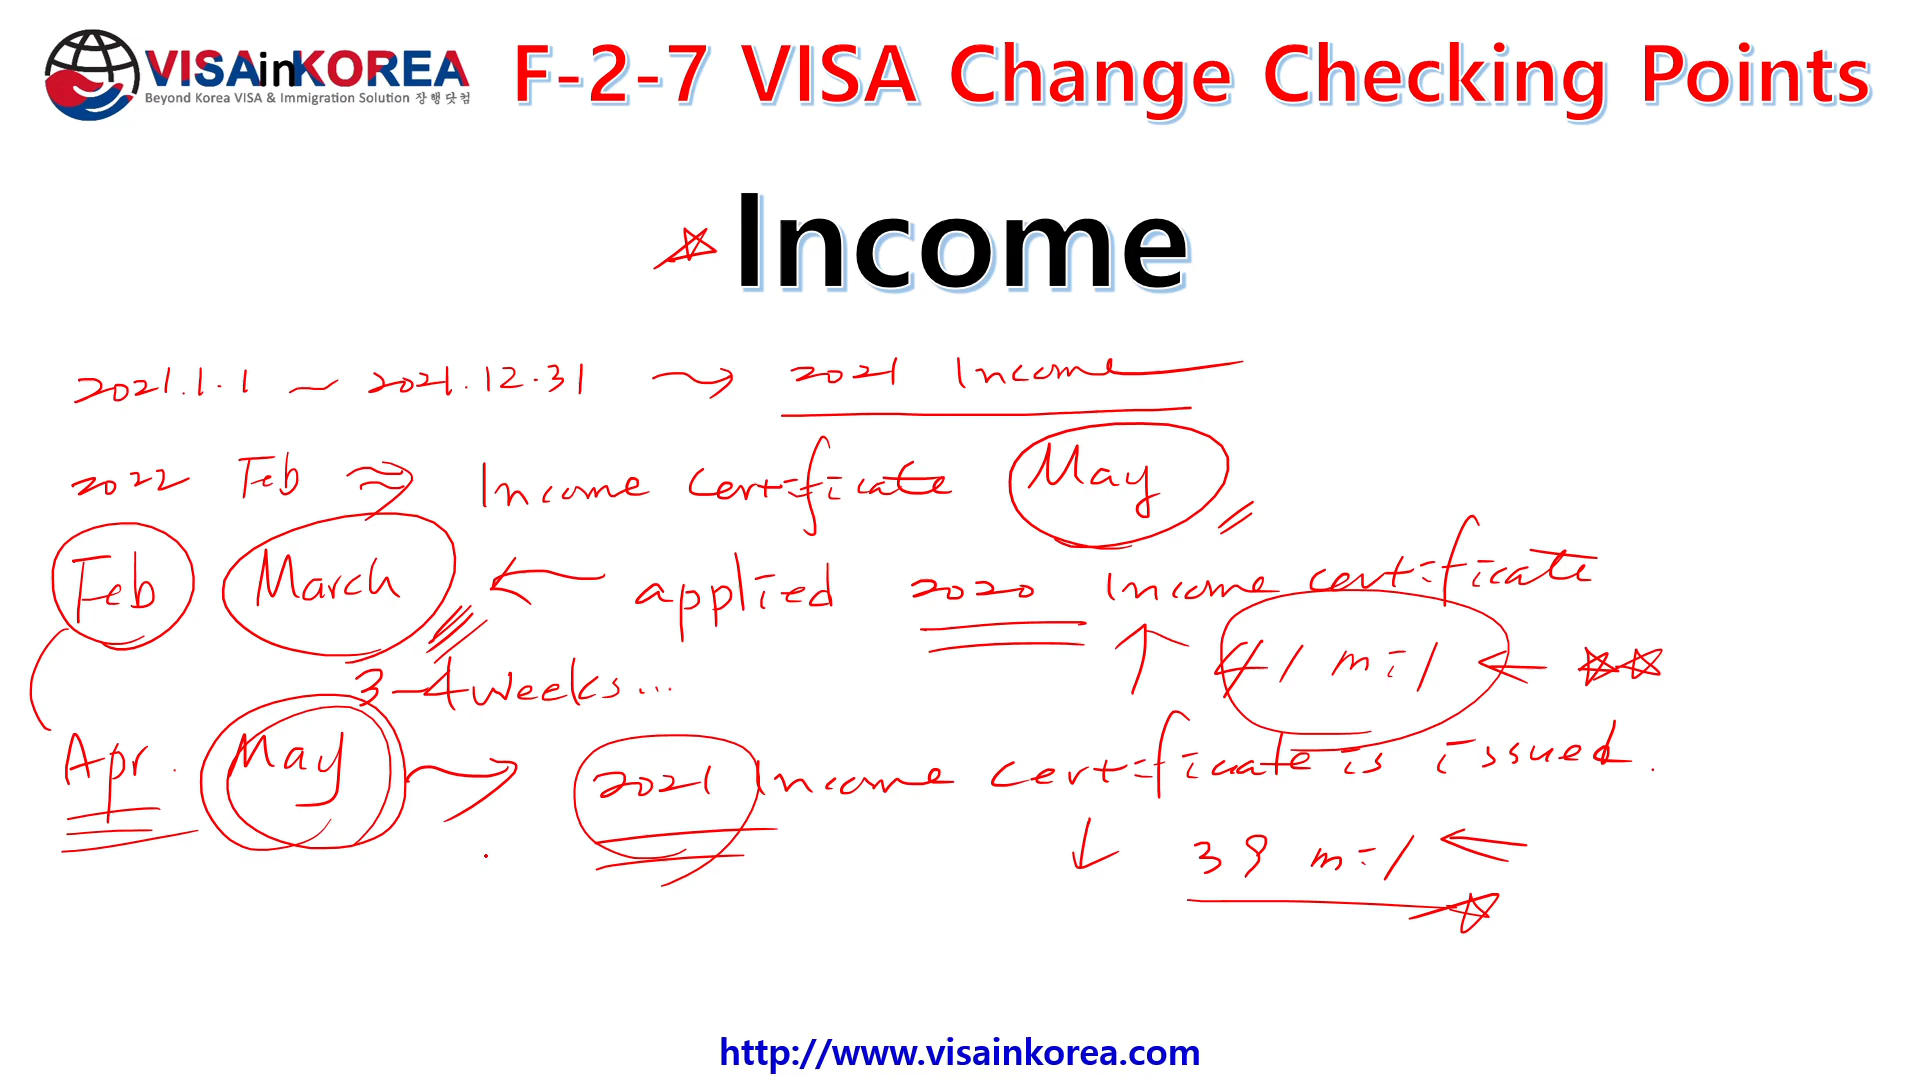 VISAinKOREA
Beyond Korea VISA & Immigration Solution 장행닷컴
F-2-7 VISA Change Checking Points
Income
2021.1.1 ~ 2021.12.31 → 2021 Income
2022 Feb ⇒ Income certificate May
Feb March ← applied 2020 Income certificate
↑ 41 mil ←
3-4 weeks...
Apr. May → 2021 Income certificate is issued.
↓ 39 mil ←
http://www.visainkorea.com